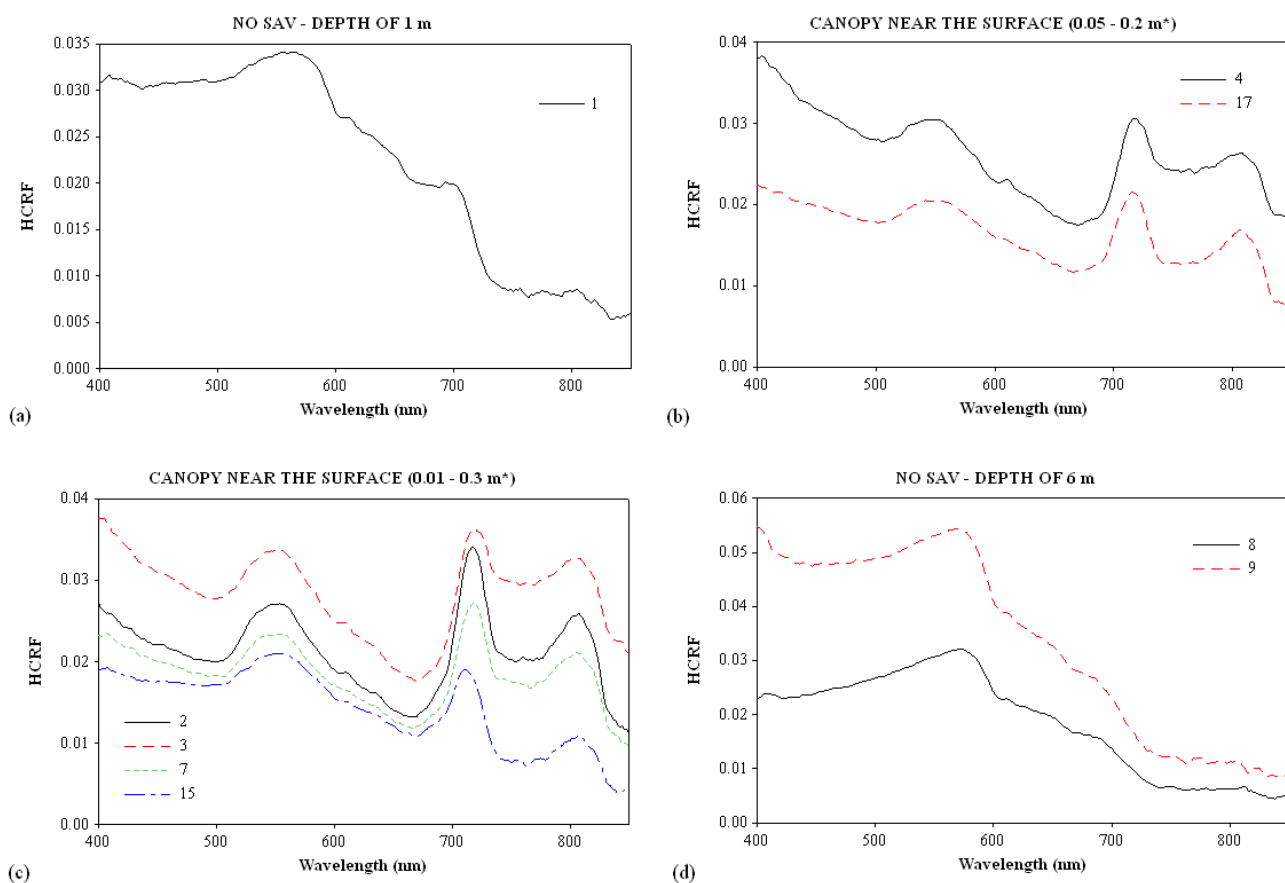 NO SAV - DEPTH OF 1 m
0.035
0.030
0.025
0.020
0.015
0.010
0.005
0.000
HCRF
1
400 500 600 700 800
Wavelength (nm)
(a)
CANOPY NEAR THE SURFACE (0.05 - 0.2 m*)
0.04
0.03
0.02
0.01
0.00
HCRF
4
17
400 500 600 700 800
Wavelength (nm)
(b)
CANOPY NEAR THE SURFACE (0.01 - 0.3 m*)
0.04
0.03
0.02
0.01
0.00
HCRF
2
3
7
15
400 500 600 700 800
Wavelength (nm)
(c)
NO SAV - DEPTH OF 6 m
0.06
0.05
0.04
0.03
0.02
0.01
0.00
HCRF
8
9
400 500 600 700 800
Wavelength (nm)
(d)